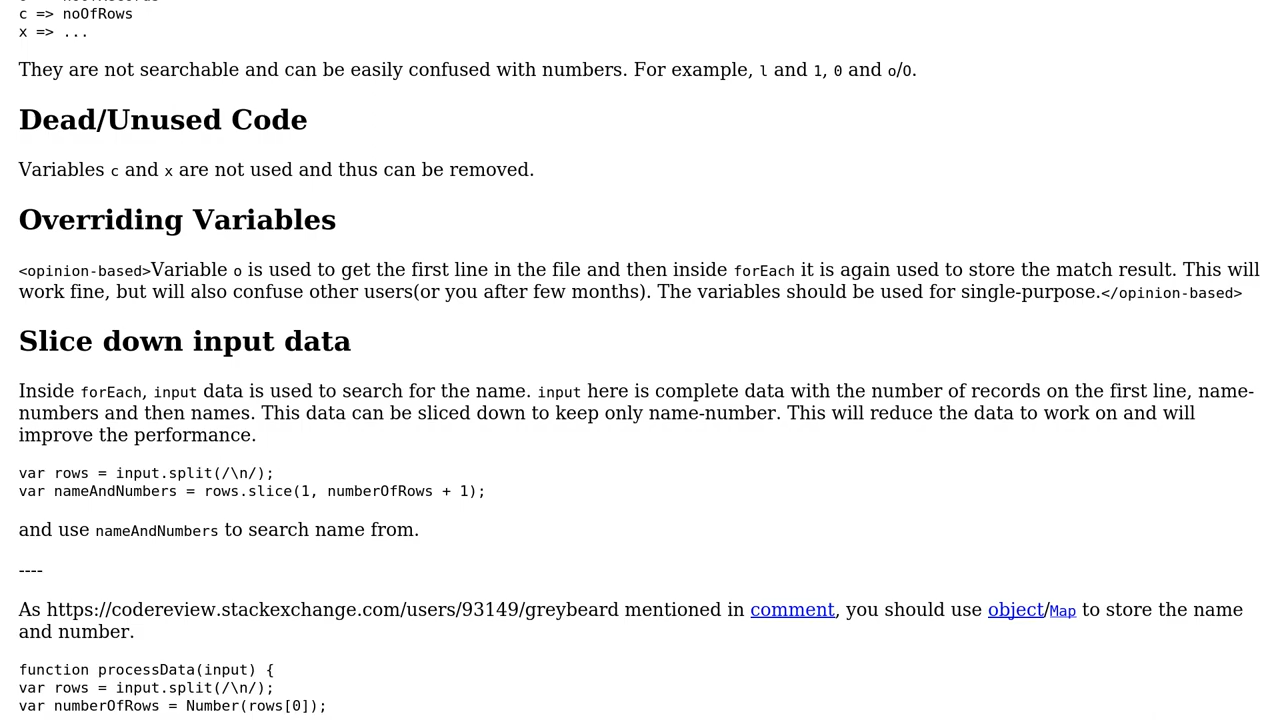 c => noOfRows
x => ...
They are not searchable and can be easily confused with numbers. For example, l and 1, 0 and o/O.
Dead/Unused Code
Variables c and x are not used and thus can be removed.
Overriding Variables
<opinion-based>Variable o is used to get the first line in the file and then inside forEach it is again used to store the match result. This will
work fine, but will also confuse other users(or you after few months). The variables should be used for single-purpose.</opinion-based>
Slice down input data
Inside forEach, input data is used to search for the name. input here is complete data with the number of records on the first line, name-
numbers and then names. This data can be sliced down to keep only name-number. This will reduce the data to work on and will
improve the performance.
var rows = input.split(/\n/);
var nameAndNumbers = rows.slice(1, numberOfRows + 1);
and use nameAndNumbers to search name from.
----
As https://codereview.stackexchange.com/users/93149/greybeard mentioned in comment, you should use object/Map to store the name
and number.
function processData(input) {
var rows = input.split(/\n/);
var numberOfRows = Number(rows[0]);